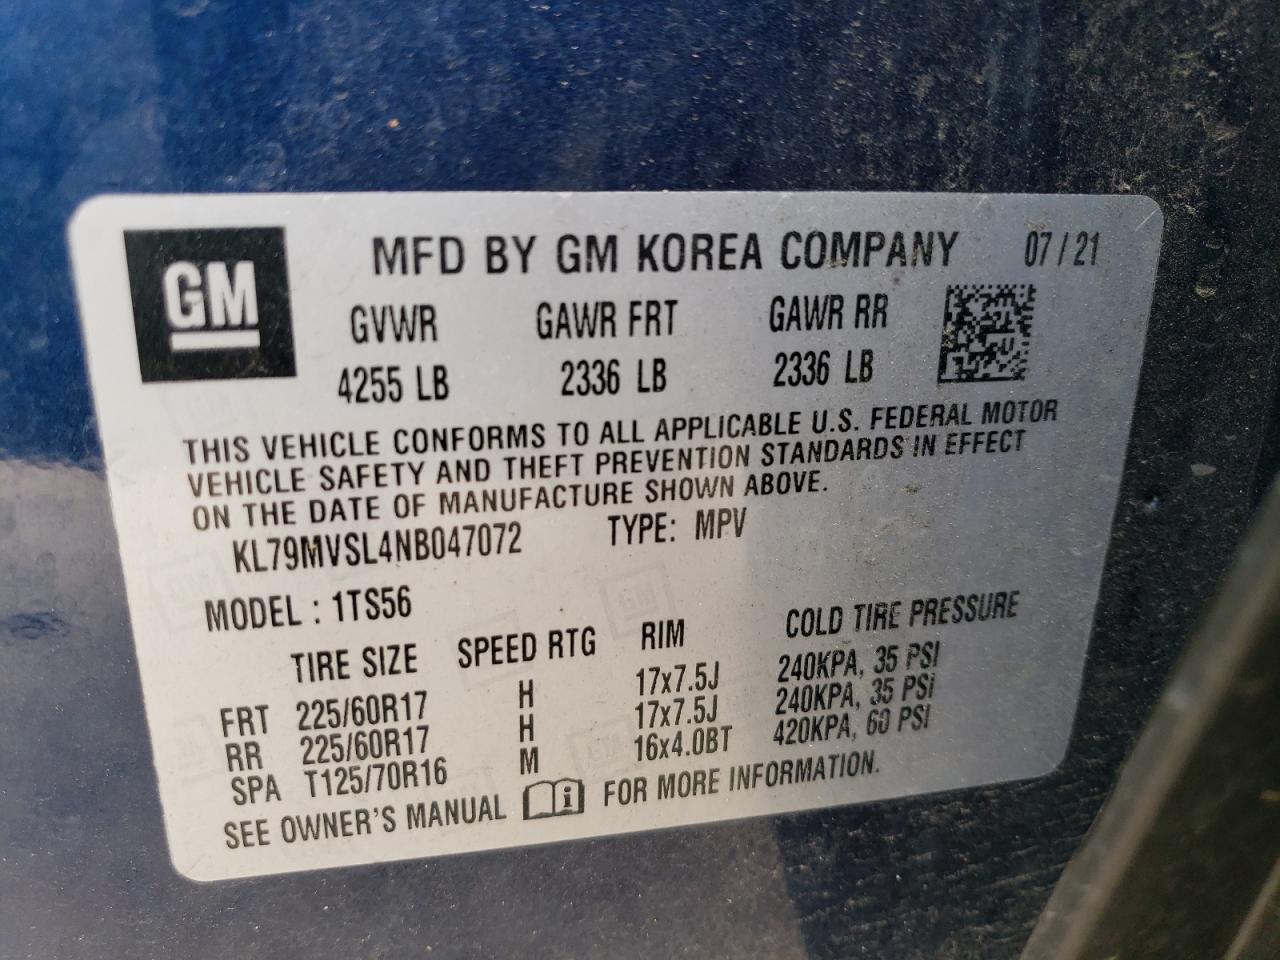 GM
MFD BY GM KOREA COMPANY 07/21
GVWR GAWR FRT GAWR RR
4255 LB 2336 LB 2336 LB
THIS VEHICLE CONFORMS TO ALL APPLICABLE U.S. FEDERAL MOTOR
VEHICLE SAFETY AND THEFT PREVENTION STANDARDS IN EFFECT
ON THE DATE OF MANUFACTURE SHOWN ABOVE.
KL79MVSL4NB047072 TYPE: MPV
MODEL: 1TS56
TIRE SIZE SPEED RTG RIM COLD TIRE PRESSURE
FRT 225/60R17 H 17x7.5J 240KPA, 35 PSI
RR 225/60R17 H 17x7.5J 240KPA, 35 PSI
SPA T125/70R16 M 16x4.0BT 420KPA, 60 PSI
SEE OWNER'S MANUAL i FOR MORE INFORMATION.